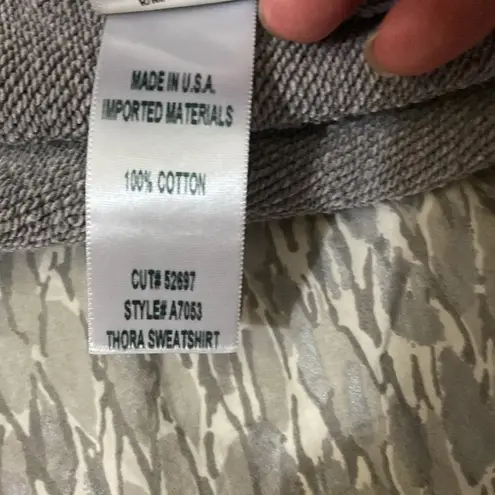 MADE IN U.S.A.
IMPORTED MATERIALS
100% COTTON
CUT# 52697
STYLE# A7053
THORA SWEATSHIRT